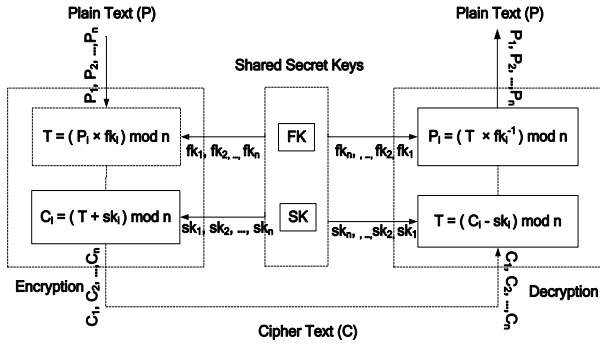 Plain Text (P)
Plain Text (P)
P₁, P₂, ...,Pₙ
P₁, P₂, ...,Pₙ
Shared Secret Keys
T = ( Pᵢ × fkᵢ ) mod n
FK
Pᵢ = ( T × fkᵢ⁻¹ ) mod n
fk₁, fk₂, .., fkₙ
fkₙ, , .., fk₂, fk₁
Cᵢ = ( T + skᵢ ) mod n
SK
T = ( Cᵢ - skᵢ ) mod n
sk₁, sk₂, ..., skₙ
skₙ, , ..., sk₂, sk₁
Encryption
C₁, C₂, ...,Cₙ
C₁, C₂, ...,Cₙ
Decryption
Cipher Text (C)